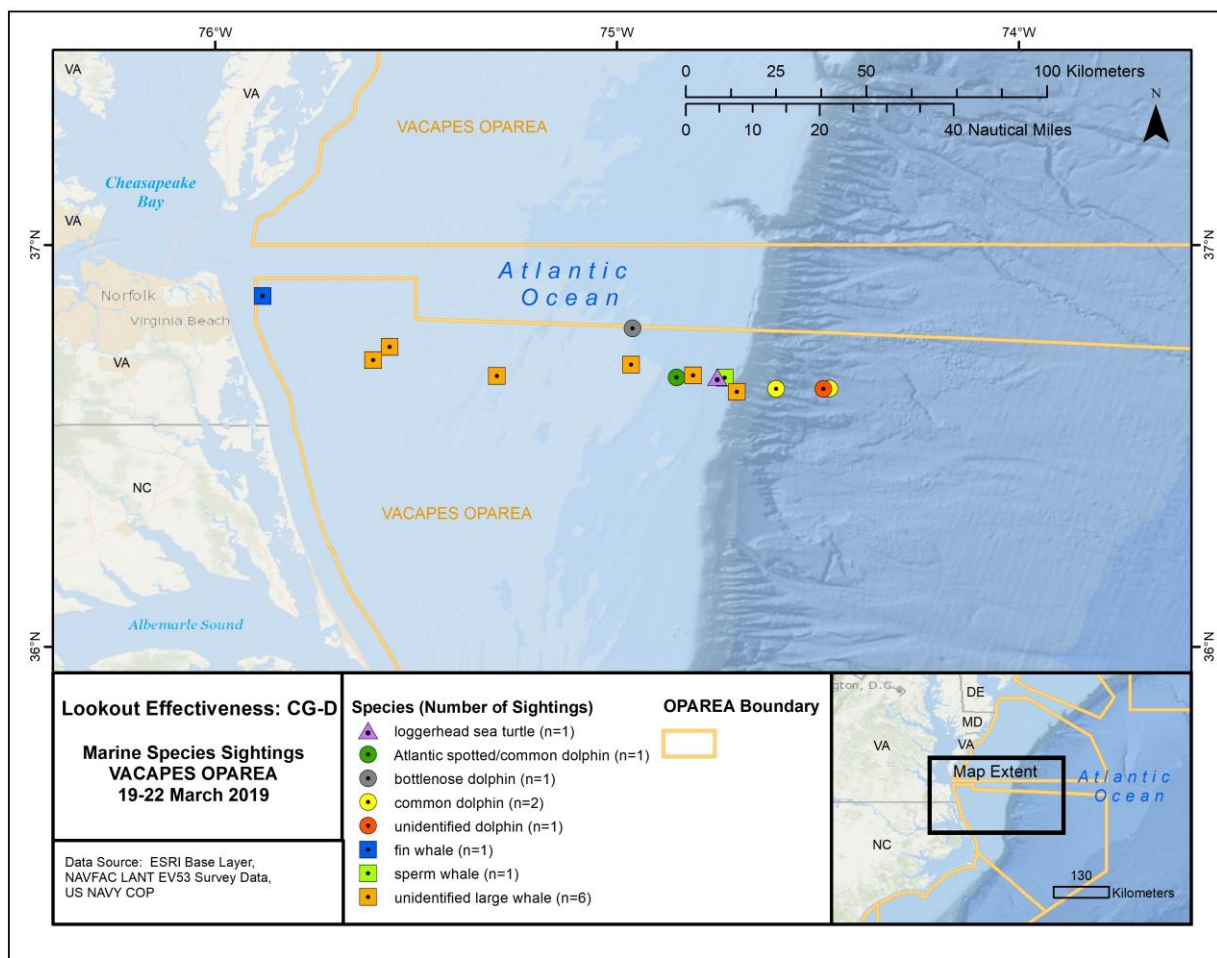 76°W
75°W
74°W
VA
VA
0 25 50 100 Kilometers
0 10 20 40 Nautical Miles
N
VACAPES OPAREA
Cheasapeake
Bay
VA
37°N
37°N
Atlantic
Ocean
Norfolk
Virginia Beach
VA
NC
VACAPES OPAREA
Albemarle Sound
36°N
36°N
Lookout Effectiveness: CG-D
Marine Species Sightings
VACAPES OPAREA
19-22 March 2019
Data Source: ESRI Base Layer,
NAVFAC LANT EV53 Survey Data,
US NAVY COP
Species (Number of Sightings)
loggerhead sea turtle (n=1)
Atlantic spotted/common dolphin (n=1)
bottlenose dolphin (n=1)
common dolphin (n=2)
unidentified dolphin (n=1)
fin whale (n=1)
sperm whale (n=1)
unidentified large whale (n=6)
OPAREA Boundary
gton, D.C.
DE
MD
VA
VA
Map Extent
Atlantic
Ocean
NC
130
Kilometers